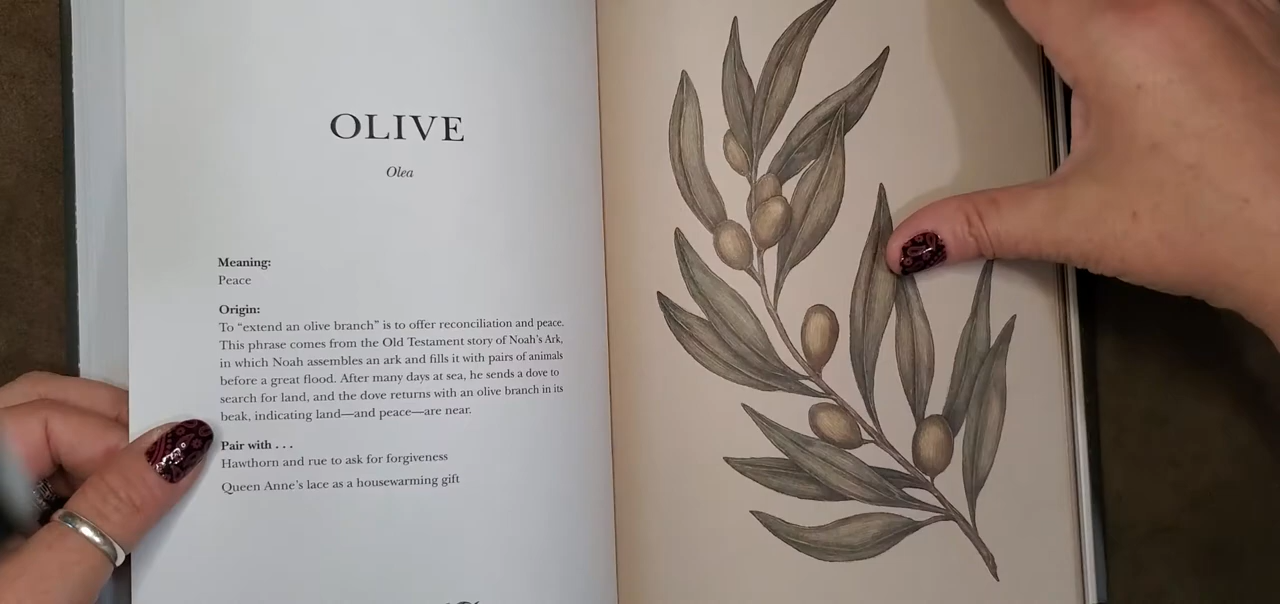 OLIVE
Olea
Meaning:
Peace
Origin:
To “extend an olive branch” is to offer reconciliation and peace.
This phrase comes from the Old Testament story of Noah’s Ark,
in which Noah assembles an ark and fills it with pairs of animals
before a great flood. After many days at sea, he sends a dove to
search for land, and the dove returns with an olive branch in its
beak, indicating land—and peace—are near.
Pair with . . .
Hawthorn and rue to ask for forgiveness
Queen Anne’s lace as a housewarming gift